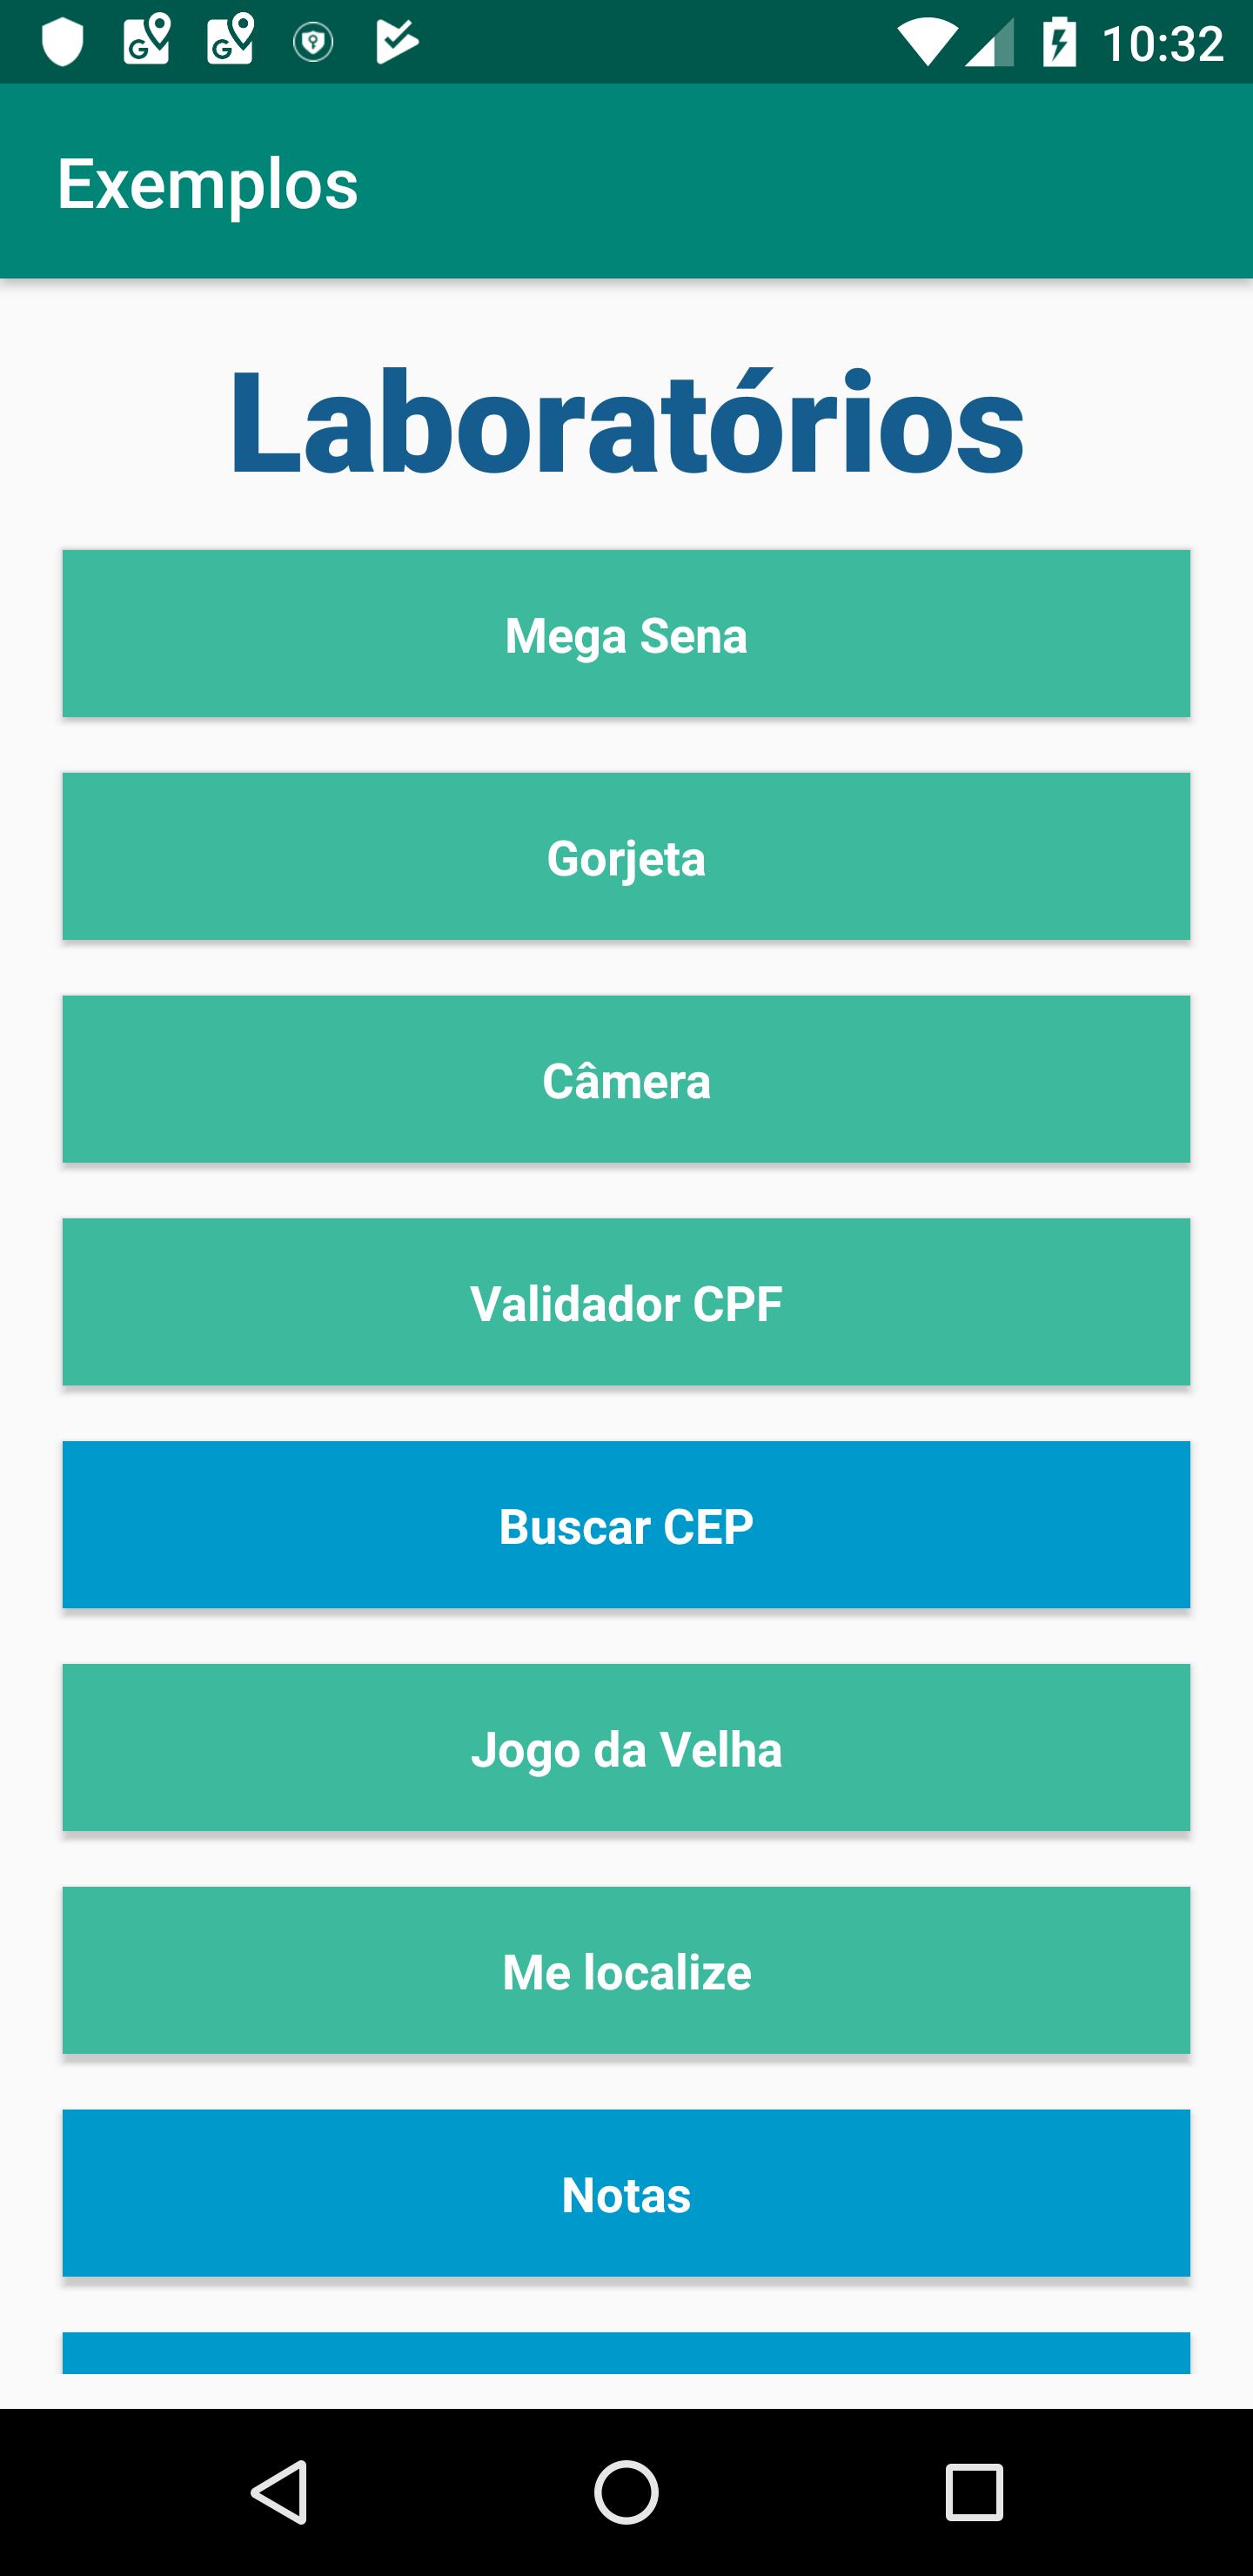 10:32
Exemplos
Laboratórios
Mega Sena
Gorjeta
Câmera
Validador CPF
Buscar CEP
Jogo da Velha
Me localize
Notas